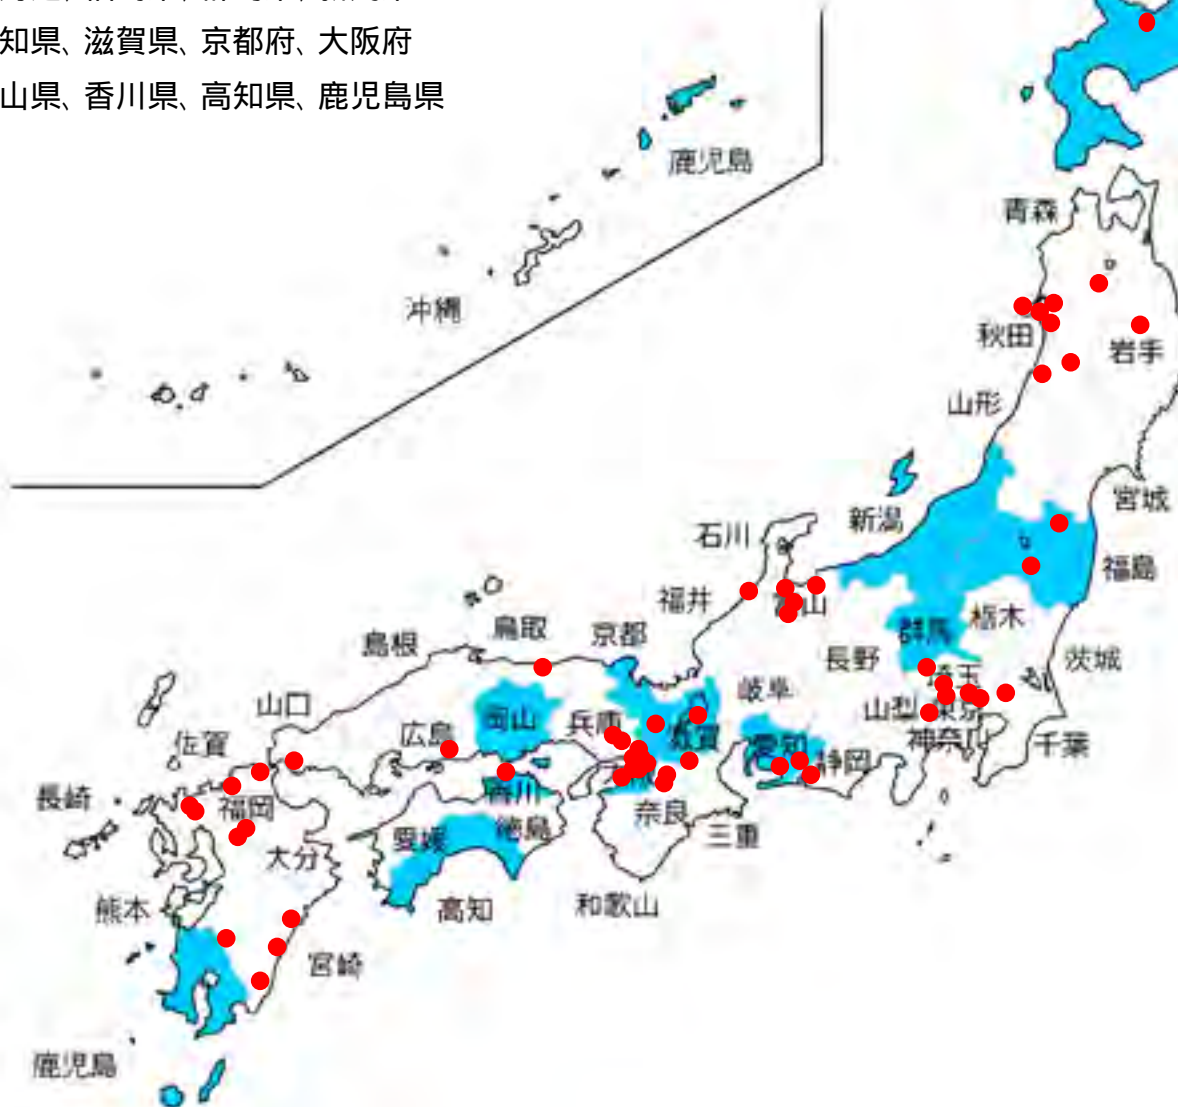 知県、滋賀県、京都府、大阪府
山県、香川県、高知県、鹿児島県
鹿児島
沖縄
青森
秋田
岩手
山形
宮城
新潟
石川
福島
福井
富山
栃木
群馬
鳥取
京都
島根
長野
茨城
埼玉
岐阜
山口
山梨
東京
岡山
兵庫
滋賀
広島
佐賀
愛知
静岡
神奈川
千葉
長崎
福岡
香川
奈良
徳島
愛媛
三重
大分
熊本
高知
和歌山
宮崎
鹿児島